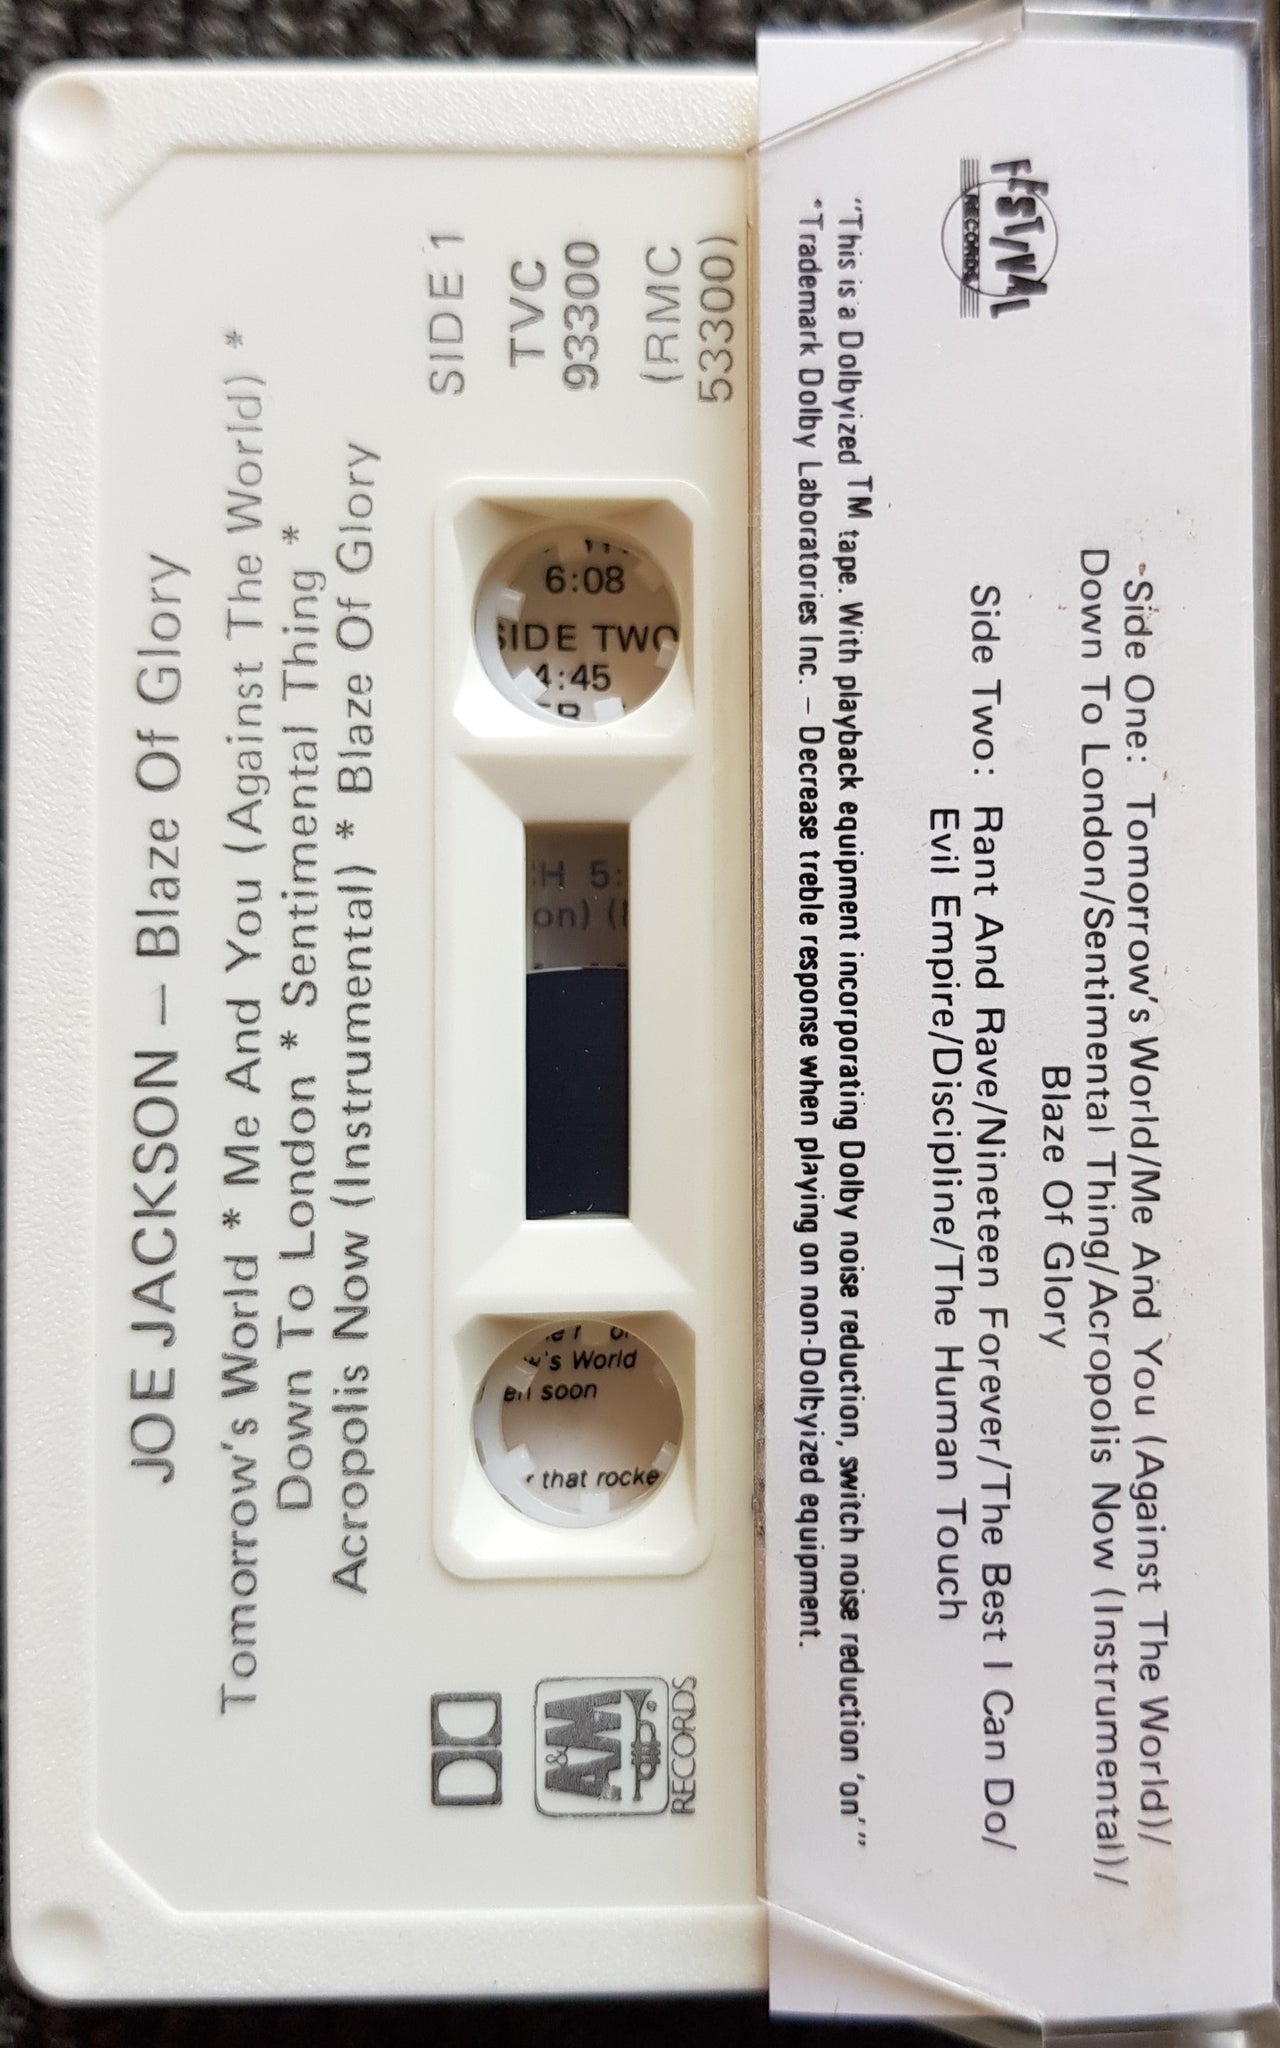 JOE JACKSON – Blaze Of Glory
Tomorrow's World * Me And You (Against The World) *
Down To London * Sentimental Thing *
Acropolis Now (Instrumental) * Blaze Of Glory
SIDE 1
TVC
93300
(RMC
53300)
6:08
SIDE TWO
4:45
H 5:
on) (
w's World
en soon
that rocke
A&M
RECORDS
FESTIVAL
RECORDS
Side One: Tomorrow's World/Me And You (Against The World)/
Down To London/Sentimental Thing/Acropolis Now (Instrumental)/
Blaze Of Glory
Side Two: Rant And Rave/Nineteen Forever/The Best I Can Do/
Evil Empire/Discipline/The Human Touch
"This is a Dolbyized TM tape. With playback equipment incorporating Dolby noise reduction, switch noise reduction 'on'"
*Trademark Dolby Laboratories Inc. – Decrease treble response when playing on non-Dolbyized equipment.